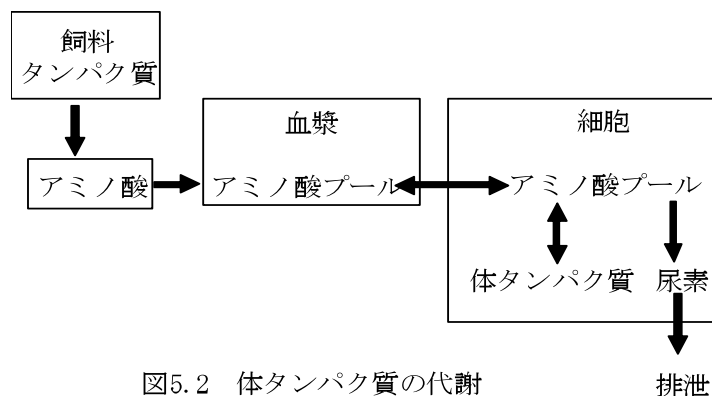 飼料
タンパク質
アミノ酸
血漿
アミノ酸プール
細胞
アミノ酸プール
体タンパク質
尿素
排泄
図5.2 体タンパク質の代謝